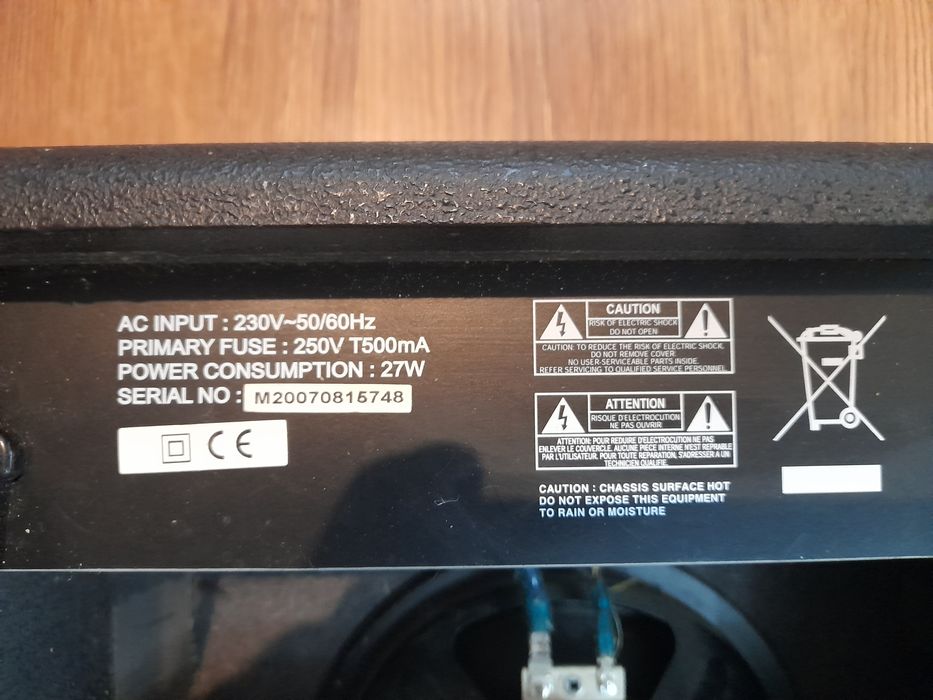 AC INPUT : 230V~50/60Hz
PRIMARY FUSE : 250V T500mA
POWER CONSUMPTION : 27W
SERIAL NO : M20070815748
CE
CAUTION
RISK OF ELECTRIC SHOCK
DO NOT OPEN
CAUTION: TO REDUCE THE RISK OF ELECTRIC SHOCK.
DO NOT REMOVE COVER.
NO USER-SERVICEABLE PARTS INSIDE.
REFER SERVICING TO QUALIFIED SERVICE PERSONNEL.
ATTENTION
RISQUE D'ELECTROCUTION
NE PAS OUVRIR
ATTENTION: POUR REDUIRE D'ELECTROCUTION NE PAS
ENLEVER LE COUVERCLE. AUCUNE PIECE INTERNE N'EST REPRABLE
PAR L'UTILISATEUR. POUR TOUTE REPARATION, S'ADRESSER A UN
TECHNICIEN QUALIFIE.
CAUTION : CHASSIS SURFACE HOT
DO NOT EXPOSE THIS EQUIPMENT
TO RAIN OR MOISTURE